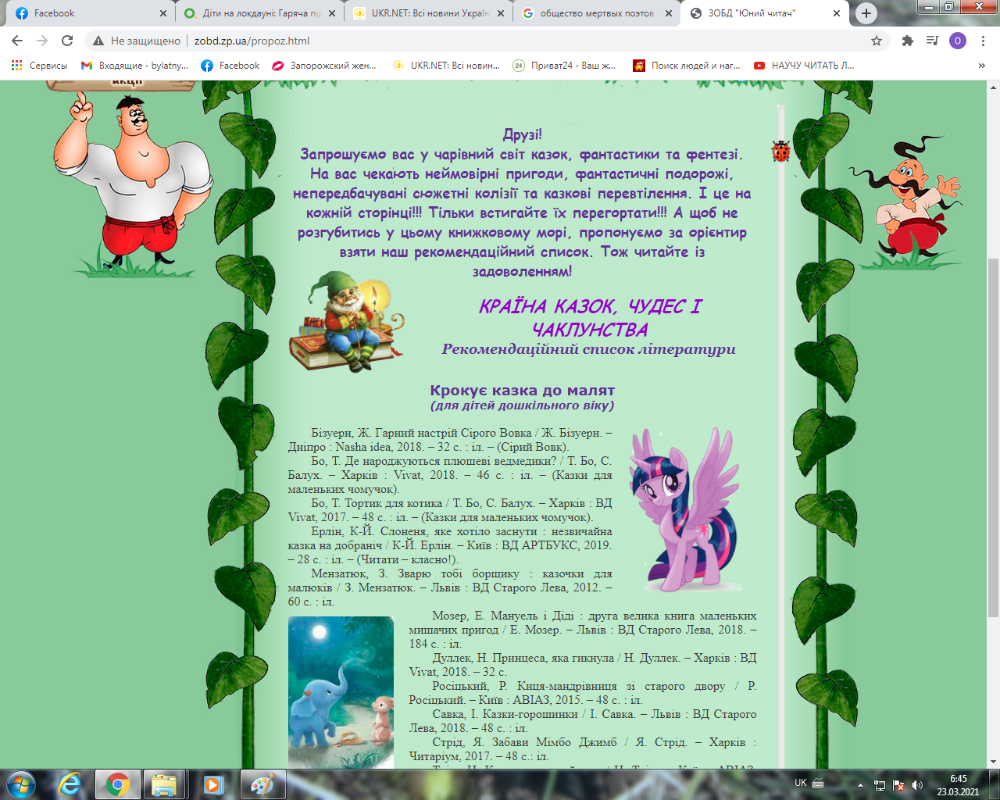 Facebook
Діти на локдауні: Гаряча під
UKR.NET: Всі новини Україн
общество мертвых поэтов
ЗОБД "Юний читач"
Не защищено
zobd.zp.ua/propoz.html
О
Сервисы
Входящие - bylatny...
Facebook
Запорожский жен...
UKR.NET: Всі новин...
24
Приват24 - Ваш ж...
Поиск людей и наг...
НАУЧУ ЧИТАТЬ Л...
»
акції
Друзі!
Запрошуємо вас у чарівний світ казок, фантастики та фентезі.
На вас чекають неймовірні пригоди, фантастичні подорожі,
непередбачувані сюжетні колізії та казкові перевтілення. І це на
кожній сторінці!!! Тільки встигайте їх перегортати!!! А щоб не
розгубитись у цьому книжковому морі, пропонуємо за орієнтир
взяти наш рекомендаційний список. Тож читайте із
задоволенням!
КРАЇНА КАЗОК, ЧУДЕС І
ЧАКЛУНСТВА
Рекомендаційний список літератури
Крокує казка до малят
(для дітей дошкільного віку)
Бізуерн, Ж. Гарний настрій Сірого Вовка / Ж. Бізуерн. –
Дніпро : Nasha idea, 2018. – 32 с. : іл. – (Сірий Вовк).
Бо, Т. Де народжуються плюшеві ведмедики? / Т. Бо, С.
Балух. – Харків : Vivat, 2018. – 46 с. : іл. – (Казки для
маленьких чомучок).
Бо, Т. Тортик для котика / Т. Бо, С. Балух. – Харків : ВД
Vivat, 2017. – 48 с. : іл. – (Казки для маленьких чомучок).
Ерлін, К-Й. Слоненя, яке хотіло заснути : незвичайна
казка на добраніч / К-Й. Ерлін. – Київ : ВД АРТБУКС, 2019.
– 28 с. : іл. – (Читати – класно!).
Мензатюк, З. Зварю тобі борщику : казочки для
малюків / З. Мензатюк. – Львів : ВД Старого Лева, 2012. –
60 с. : іл.
Мозер, Е. Мануель і Діді : друга велика книга маленьких
мишачих пригод / Е. Мозер. – Львів : ВД Старого Лева, 2018. –
184 с. : іл.
Дуллек, Н. Принцеса, яка гикнула / Н. Дуллек. – Харків : ВД
Vivat, 2018. – 32 с.
Росіцький, Р. Киця-мандрівниця зі старого двору / Р.
Росіцький. – Київ : АВІАЗ, 2015. – 48 с. : іл.
Савка, І. Казки-горошинки / І. Савка. – Львів : ВД Старого
Лева, 2018. – 48 с. : іл.
Стрід, Я. Забави Мімбо Джимб / Я. Стрід. – Харків :
Читаріум, 2017. – 48 с.: іл.
UK
6:45
23.03.2021